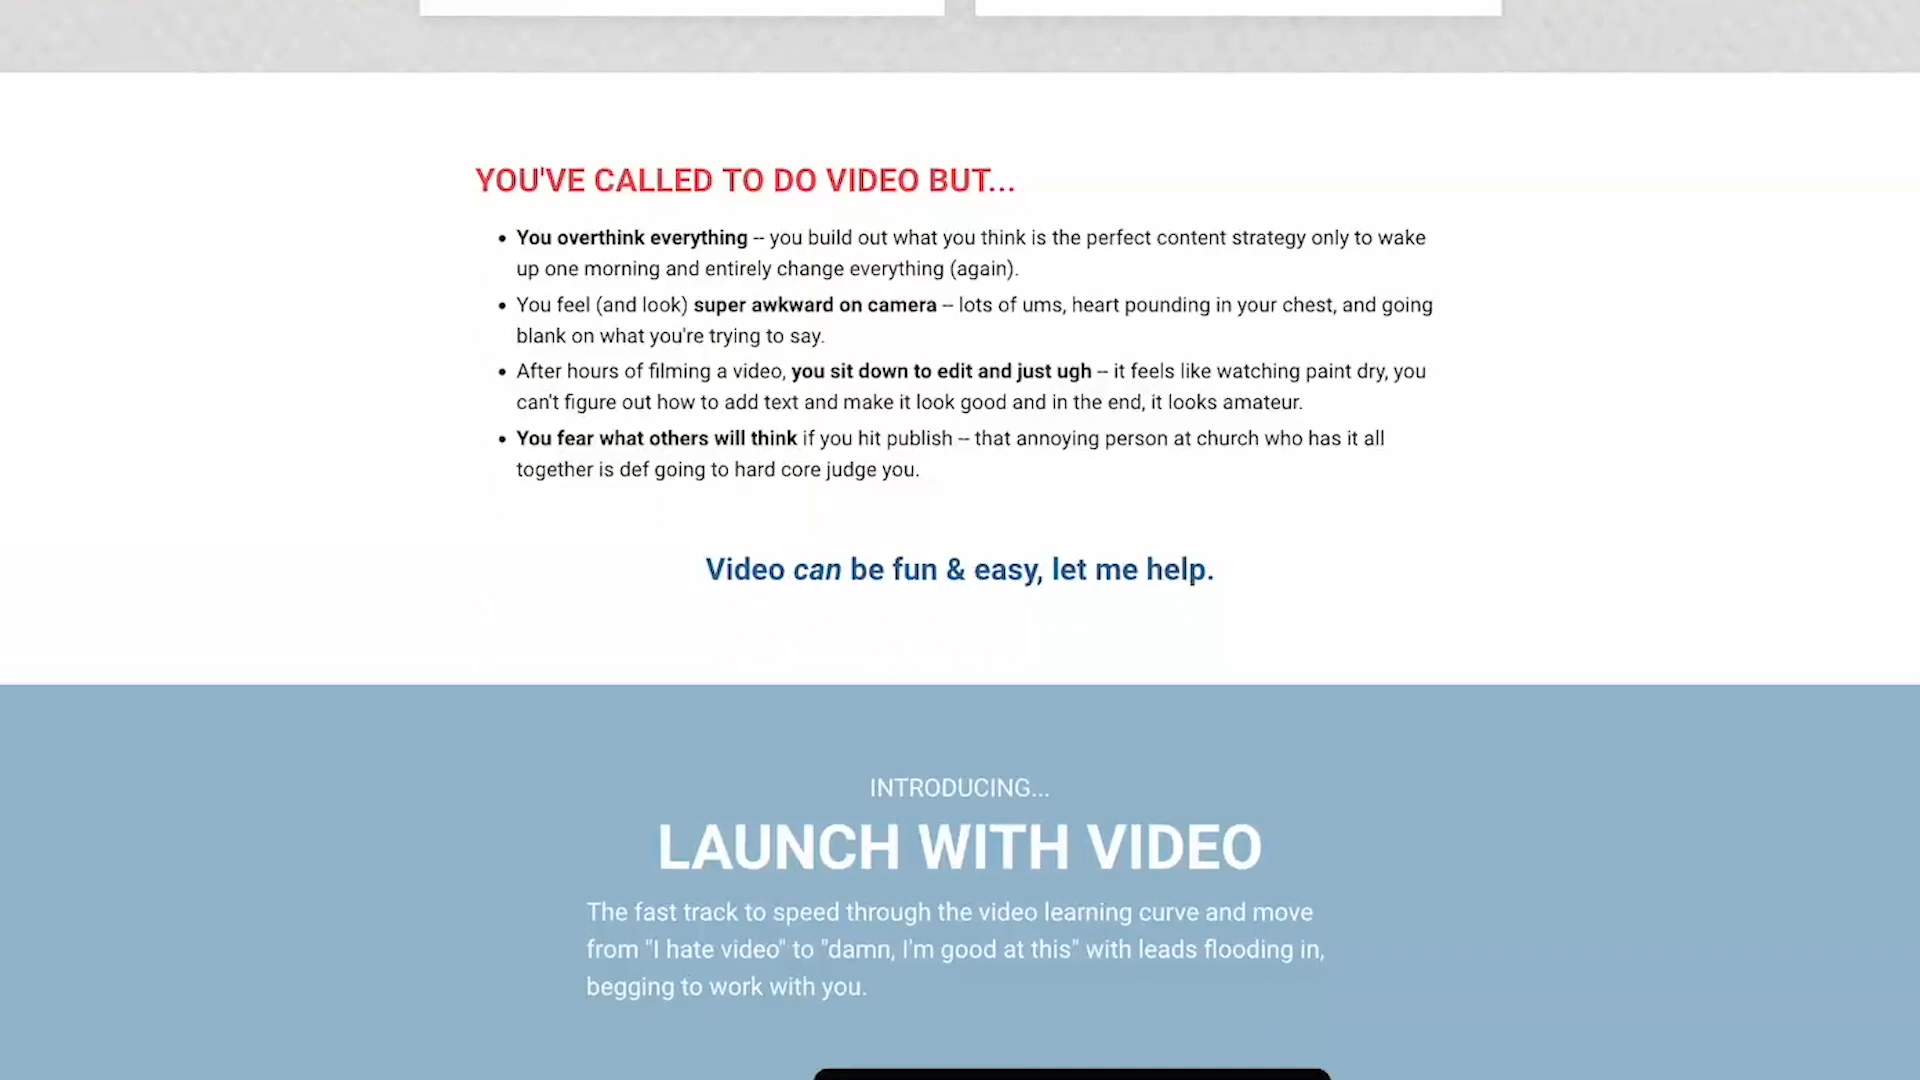 YOU'VE CALLED TO DO VIDEO BUT...
• You overthink everything -- you build out what you think is the perfect content strategy only to wake
up one morning and entirely change everything (again).
• You feel (and look) super awkward on camera -- lots of ums, heart pounding in your chest, and going
blank on what you're trying to say.
• After hours of filming a video, you sit down to edit and just ugh -- it feels like watching paint dry, you
can't figure out how to add text and make it look good and in the end, it looks amateur.
• You fear what others will think if you hit publish -- that annoying person at church who has it all
together is def going to hard core judge you.
Video can be fun & easy, let me help.
INTRODUCING...
LAUNCH WITH VIDEO
The fast track to speed through the video learning curve and move
from "I hate video" to "damn, I'm good at this" with leads flooding in,
begging to work with you.